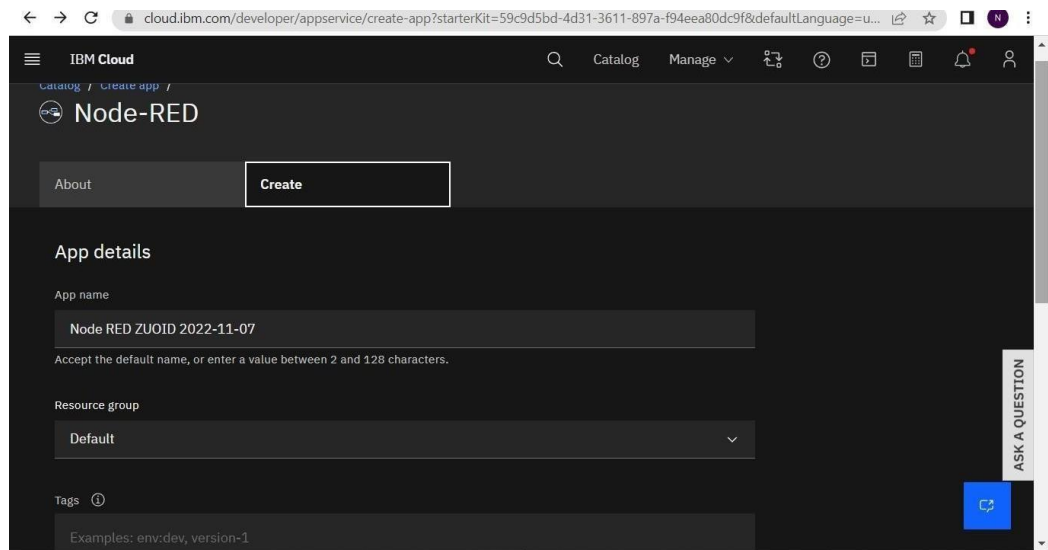 cloud.ibm.com/developer/appservice/create-app?starterKit=59c9d5bd-4d31-3611-897a-f94eea80dc9f&defaultLanguage=u...
N
IBM Cloud
Catalog
Manage
Catalog / Create app /
Node-RED
About
Create
App details
App name
Node RED ZUOID 2022-11-07
Accept the default name, or enter a value between 2 and 128 characters.
Resource group
Default
ASK A QUESTION
Tags
Examples: env:dev, version-1